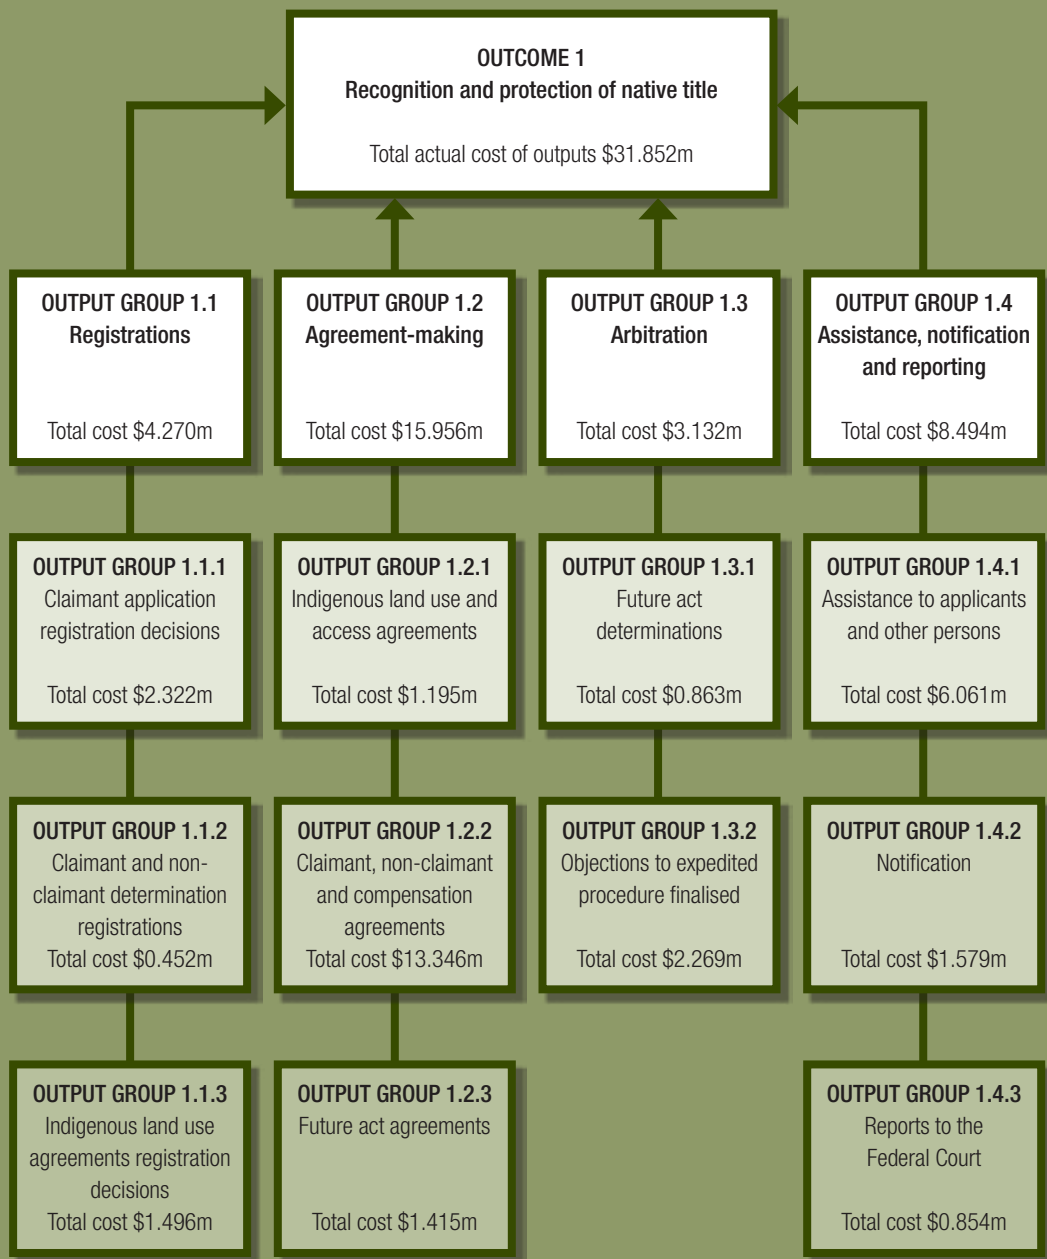 OUTCOME 1
Recognition and protection of native title
Total actual cost of outputs $31.852m
OUTPUT GROUP 1.1
Registrations
Total cost $4.270m
OUTPUT GROUP 1.2
Agreement-making
Total cost $15.956m
OUTPUT GROUP 1.3
Arbitration
Total cost $3.132m
OUTPUT GROUP 1.4
Assistance, notification
and reporting
Total cost $8.494m
OUTPUT GROUP 1.1.1
Claimant application
registration decisions
Total cost $2.322m
OUTPUT GROUP 1.2.1
Indigenous land use and
access agreements
Total cost $1.195m
OUTPUT GROUP 1.3.1
Future act
determinations
Total cost $0.863m
OUTPUT GROUP 1.4.1
Assistance to applicants
and other persons
Total cost $6.061m
OUTPUT GROUP 1.1.2
Claimant and non-
claimant determination
registrations
Total cost $0.452m
OUTPUT GROUP 1.2.2
Claimant, non-claimant
and compensation
agreements
Total cost $13.346m
OUTPUT GROUP 1.3.2
Objections to expedited
procedure finalised
Total cost $2.269m
OUTPUT GROUP 1.4.2
Notification
Total cost $1.579m
OUTPUT GROUP 1.1.3
Indigenous land use
agreements registration
decisions
Total cost $1.496m
OUTPUT GROUP 1.2.3
Future act agreements
Total cost $1.415m
OUTPUT GROUP 1.4.3
Reports to the
Federal Court
Total cost $0.854m